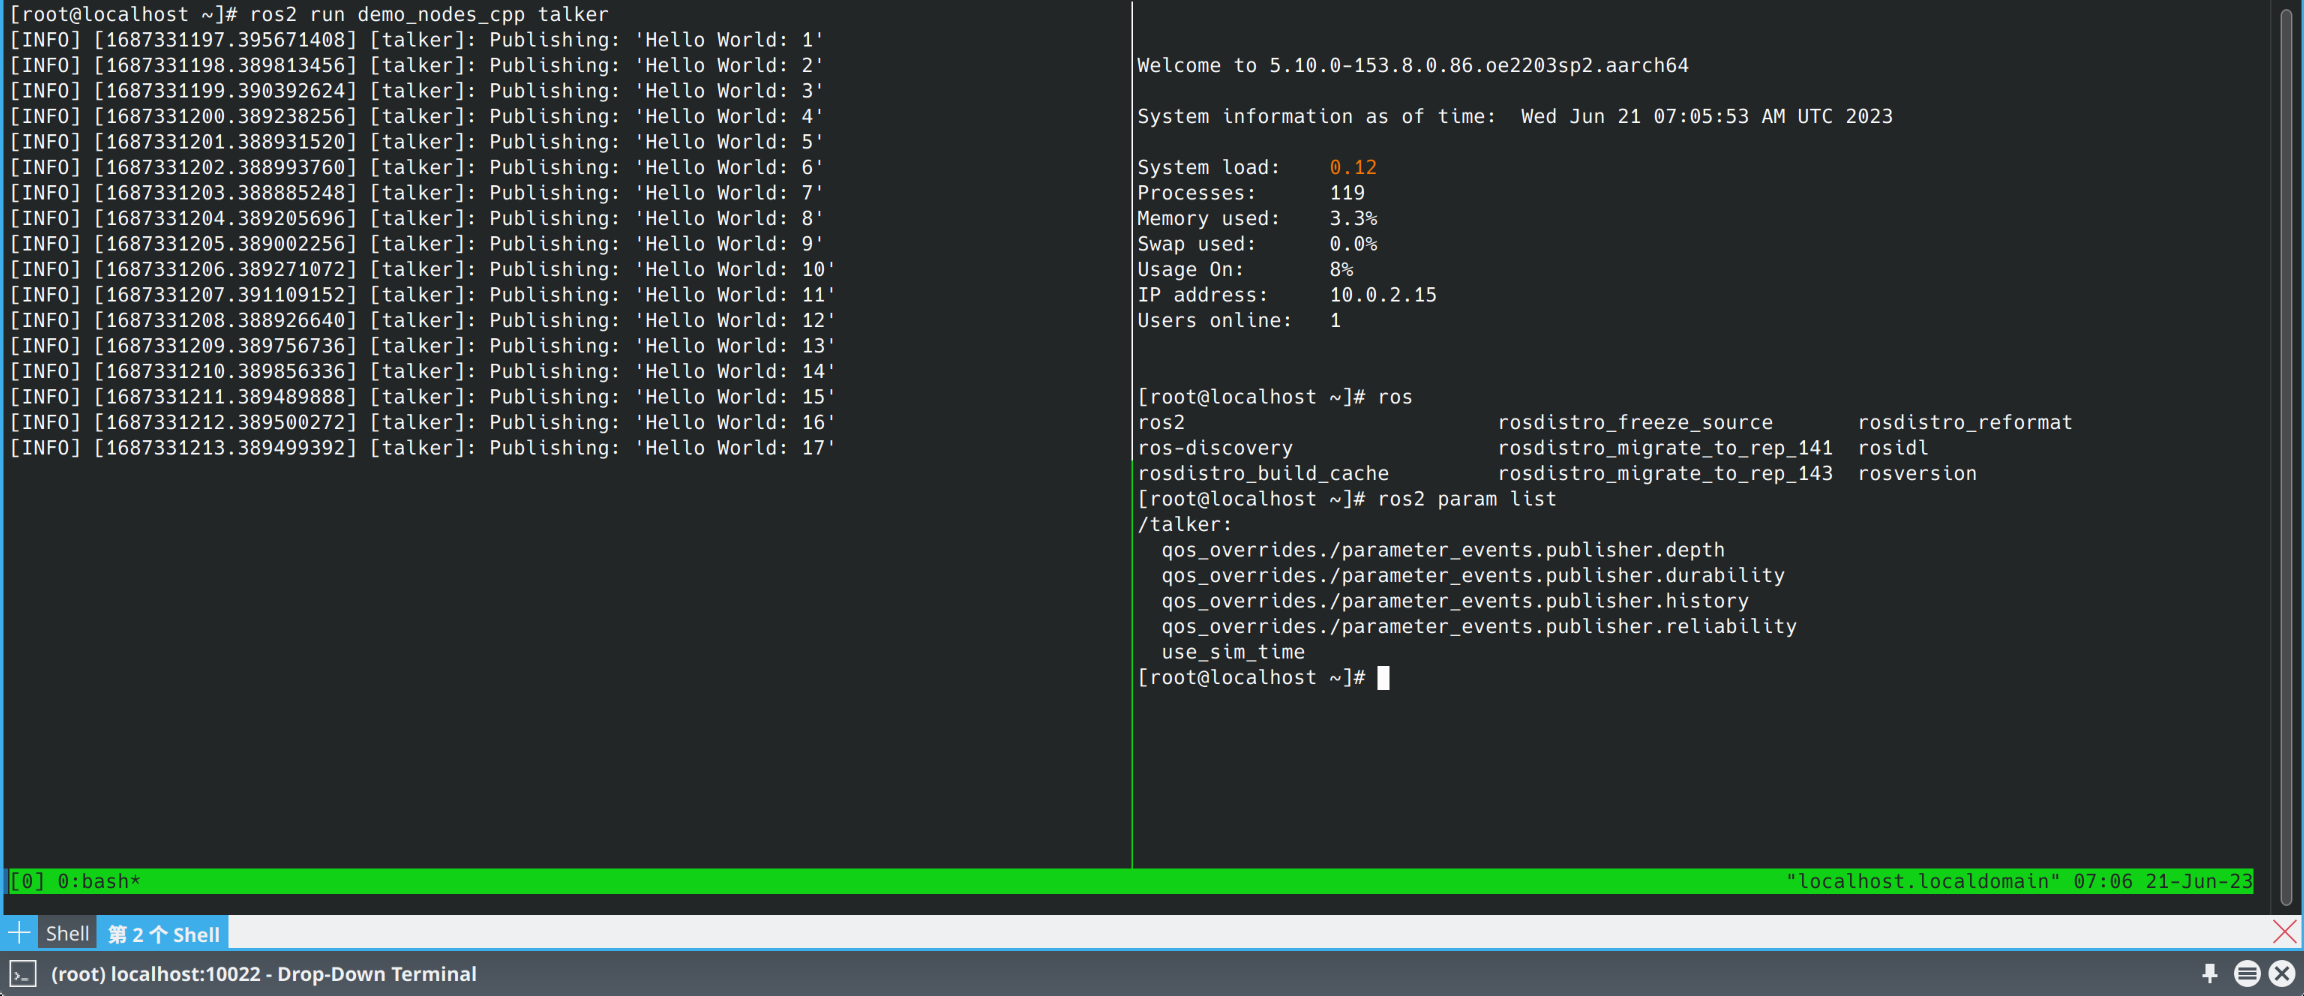 [root@localhost ~]# ros2 run demo_nodes_cpp talker
[INFO] [1687331197.395671408] [talker]: Publishing: 'Hello World: 1'
[INFO] [1687331198.389813456] [talker]: Publishing: 'Hello World: 2'
[INFO] [1687331199.390392624] [talker]: Publishing: 'Hello World: 3'
[INFO] [1687331200.389238256] [talker]: Publishing: 'Hello World: 4'
[INFO] [1687331201.388931520] [talker]: Publishing: 'Hello World: 5'
[INFO] [1687331202.388993760] [talker]: Publishing: 'Hello World: 6'
[INFO] [1687331203.388885248] [talker]: Publishing: 'Hello World: 7'
[INFO] [1687331204.389205696] [talker]: Publishing: 'Hello World: 8'
[INFO] [1687331205.389002256] [talker]: Publishing: 'Hello World: 9'
[INFO] [1687331206.389271072] [talker]: Publishing: 'Hello World: 10'
[INFO] [1687331207.391109152] [talker]: Publishing: 'Hello World: 11'
[INFO] [1687331208.388926640] [talker]: Publishing: 'Hello World: 12'
[INFO] [1687331209.389756736] [talker]: Publishing: 'Hello World: 13'
[INFO] [1687331210.389856336] [talker]: Publishing: 'Hello World: 14'
[INFO] [1687331211.389489888] [talker]: Publishing: 'Hello World: 15'
[INFO] [1687331212.389500272] [talker]: Publishing: 'Hello World: 16'
[INFO] [1687331213.389499392] [talker]: Publishing: 'Hello World: 17'
Welcome to 5.10.0-153.8.0.86.oe2203sp2.aarch64
System information as of time:  Wed Jun 21 07:05:53 AM UTC 2023
System load:    0.12
Processes:      119
Memory used:    3.3%
Swap used:      0.0%
Usage On:       8%
IP address:     10.0.2.15
Users online:   1
[root@localhost ~]# ros
ros2                          rosdistro_freeze_source       rosdistro_reformat
ros-discovery                 rosdistro_migrate_to_rep_141  rosidl
rosdistro_build_cache         rosdistro_migrate_to_rep_143  rosversion
[root@localhost ~]# ros2 param list
/talker:
  qos_overrides./parameter_events.publisher.depth
  qos_overrides./parameter_events.publisher.durability
  qos_overrides./parameter_events.publisher.history
  qos_overrides./parameter_events.publisher.reliability
  use_sim_time
[root@localhost ~]#
[0] 0:bash* "localhost.localdomain" 07:06 21-Jun-23
Shell 第 2 个 Shell
(root) localhost:10022 - Drop-Down Terminal